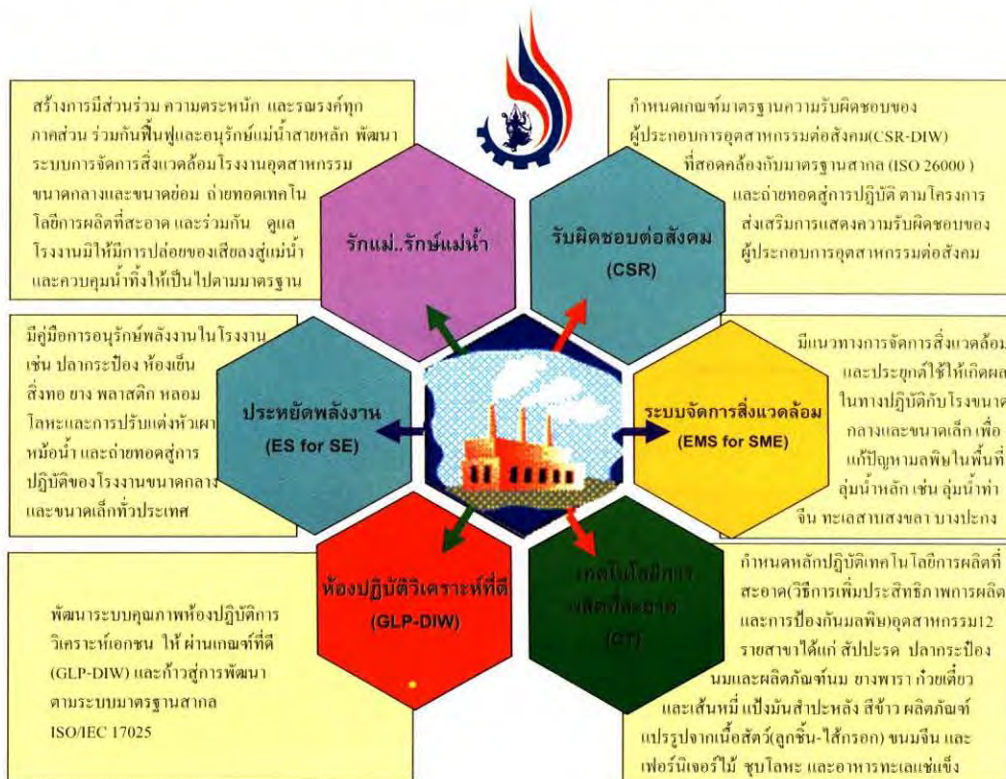 สร้างการมีส่วนร่วม ความตระหนัก และรณรงค์ทุก
ภาคส่วน ร่วมกันฟื้นฟูและอนุรักษ์แม่น้ำสายหลัก พัฒนา
ระบบการจัดการสิ่งแวดล้อมโรงงานอุตสาหกรรม
ขนาดกลางและขนาดย่อม ถ่ายทอดเทคโน
โลยีการผลิตที่สะอาด และร่วมกัน ดูแล
โรงงานมิให้มีการปล่อยของเสียลงสู่แม่น้ำ
และควบคุมน้ำทิ้งให้เป็นไปตามมาตรฐาน
กำหนดเกณฑ์มาตรฐานความรับผิดชอบของ
ผู้ประกอบการอุตสาหกรรมต่อสังคม(CSR-DIW)
ที่สอดคล้องกับมาตรฐานสากล (ISO 26000 )
และถ่ายทอดสู่การปฏิบัติ ตามโครงการ
ส่งเสริมการแสดงความรับผิดชอบของ
ผู้ประกอบการอุตสาหกรรมต่อสังคม
รักแม่..รักษ์แม่น้ำ
รับผิดชอบต่อสังคม
(CSR)
มีคู่มือการอนุรักษ์พลังงานในโรงงาน
เช่น ปลากระป๋อง ห้องเย็น
สิ่งทอ ยาง พลาสติก หลอม
โลหะและการปรับแต่งหัวเผา
หม้อน้ำ และถ่ายทอดสู่การ
ปฏิบัติของโรงงานขนาดกลาง
และขนาดเล็กทั่วประเทศ
ประหยัดพลังงาน
(ES for SE)
ระบบจัดการสิ่งแวดล้อม
(EMS for SME)
มีแนวทางการจัดการสิ่งแวดล้อม
และประยุกต์ใช้ให้เกิดผล
ในทางปฏิบัติกับโรงขนาด
กลางและขนาดเล็ก เพื่อ
แก้ปัญหามลพิษในพื้นที่
ลุ่มน้ำหลัก เช่น ลุ่มน้ำท่า
จีน ทะเลสาบสงขลา บางปะกง
พัฒนาระบบคุณภาพห้องปฏิบัติการ
วิเคราะห์เอกชน ให้ ผ่านเกณฑ์ที่ดี
(GLP-DIW) และก้าวสู่การพัฒนา
ตามระบบมาตรฐานสากล
ISO/IEC 17025
ห้องปฏิบัติวิเคราะห์ที่ดี
(GLP-DIW)
เทคโนโลยีการ
ผลิตที่สะอาด
(CT)
กำหนดหลักปฏิบัติเทคโนโลยีการผลิตที่
สะอาด(วิธีการเพิ่มประสิทธิภาพการผลิต
และการป้องกันมลพิษ)อุตสาหกรรม12
รายสาขาได้แก่ สัปปะรด ปลากระป๋อง
นมและผลิตภัณฑ์นม ยางพารา ก๋วยเตี๋ยว
และเส้นหมี่ แป้งมันสำปะหลัง สีข้าว ผลิตภัณฑ์
แปรรูปจากเนื้อสัตว์(ลูกชิ้น-ไส้กรอก) ขนมจีน และ
เฟอร์นิเจอร์ไม้ ชุบโลหะ และอาหารทะเลแช่แข็ง